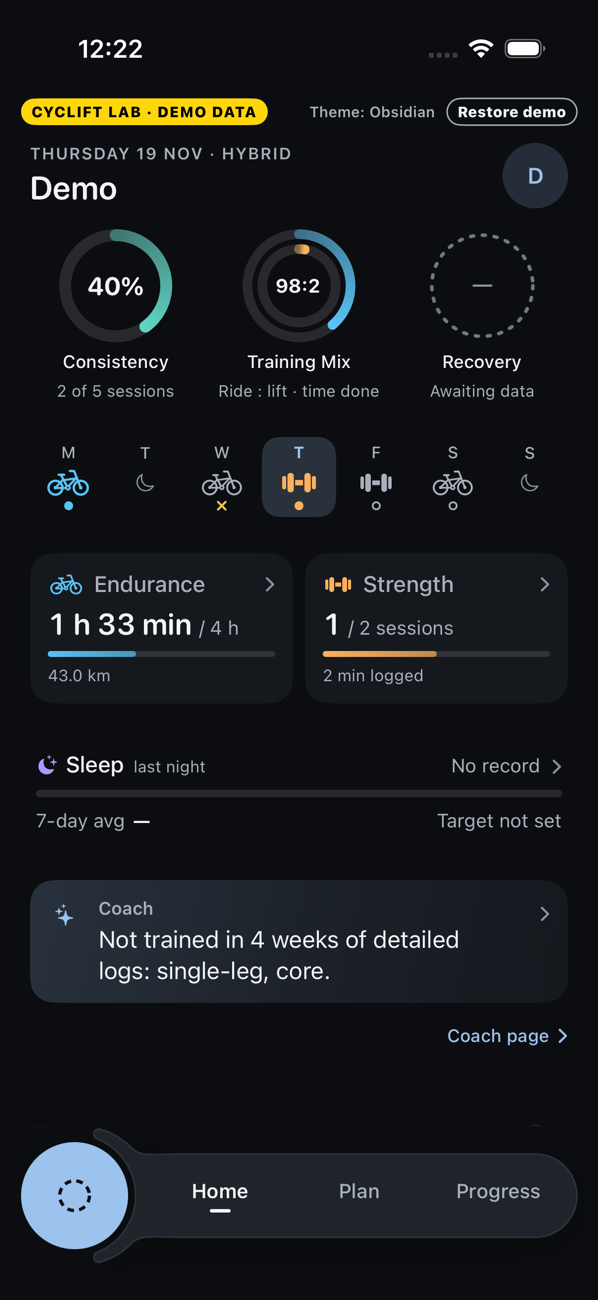 12:22
CYCLIFT LAB · DEMO DATA
Theme: Obsidian
Restore demo
THURSDAY 19 NOV · HYBRID
Demo
D
40%
98:2
—
Consistency
Training Mix
Recovery
2 of 5 sessions
Ride : lift · time done
Awaiting data
M T W T F S S
Endurance
1 h 33 min / 4 h
43.0 km
Strength
1 / 2 sessions
2 min logged
Sleep last night
No record
7-day avg —
Target not set
Coach
Not trained in 4 weeks of detailed
logs: single-leg, core.
Coach page
Home
Plan
Progress